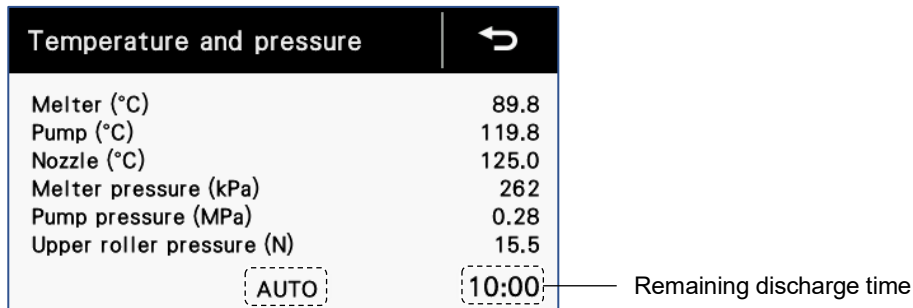 Temperature and pressure
Melter (°C) 89.8
Pump (°C) 119.8
Nozzle (°C) 125.0
Melter pressure (kPa) 262
Pump pressure (MPa) 0.28
Upper roller pressure (N) 15.5
AUTO 10:00 Remaining discharge time